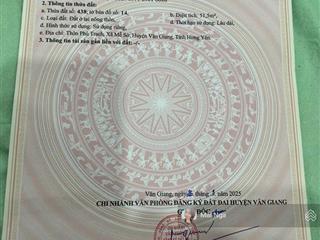 2. Thông tin thửa đất:
a. Thửa đất số: 438; tờ bản đồ số: 14, b. Diện tích: 51,5m²,
c. Loại đất: Đất ở tại nông thôn, d. Thời hạn sử dụng: Lâu dài,
đ. Hình thức sử dụng: Sử dụng riêng,
e. Địa chỉ: Thôn Phú Trạch, Xã Mễ Sở, Huyện Văn Giang, Tỉnh Hưng Yên
3. Thông tin tài sản gắn liền với đất: -/-.
Văn Giang, ngày tháng 2025
CHI NHÁNH VĂN PHÒNG ĐĂNG KÝ ĐẤT ĐAI HUYỆN VĂN GIANG